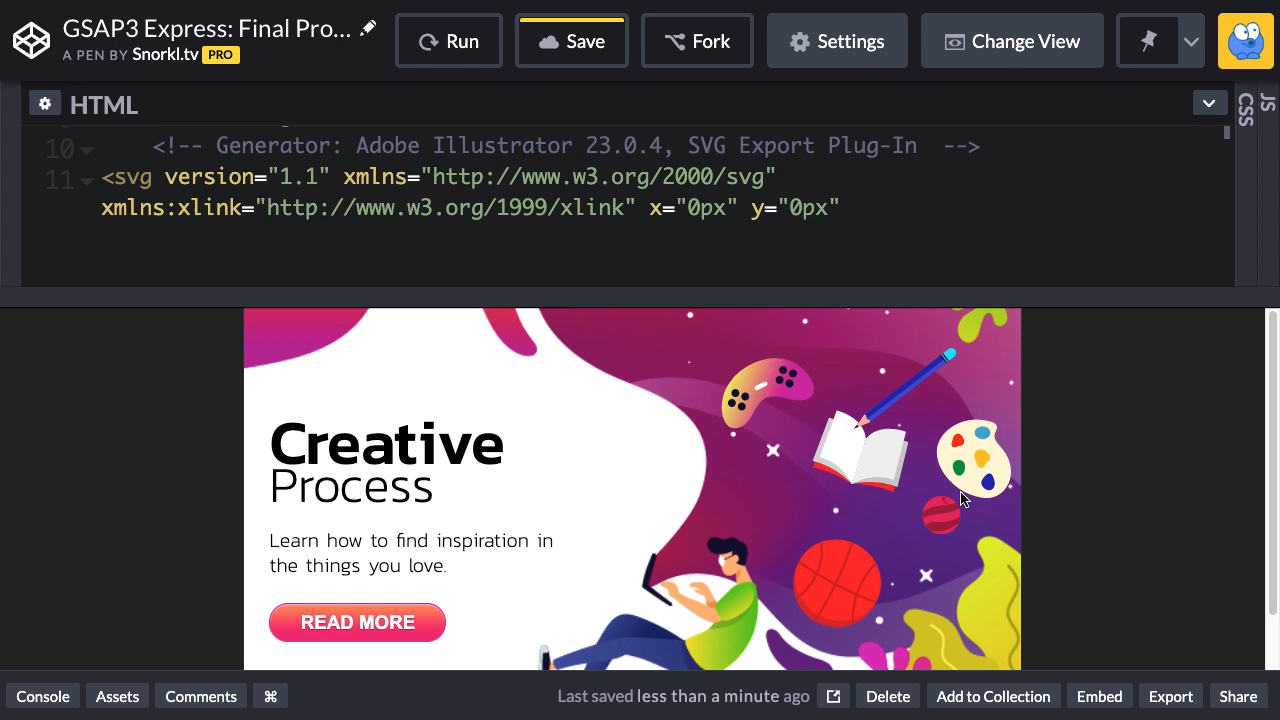 GSAP3 Express: Final Pro...
A PEN BY Snorkl.tv PRO
Run
Save
Fork
Settings
Change View
HTML
CSS
JS
10 <!-- Generator: Adobe Illustrator 23.0.4, SVG Export Plug-In -->
11 <svg version="1.1" xmlns="http://www.w3.org/2000/svg"
xmlns:xlink="http://www.w3.org/1999/xlink" x="0px" y="0px"
Creative
Process
Learn how to find inspiration in
the things you love.
READ MORE
Console
Assets
Comments
⌘
Last saved less than a minute ago
Delete
Add to Collection
Embed
Export
Share